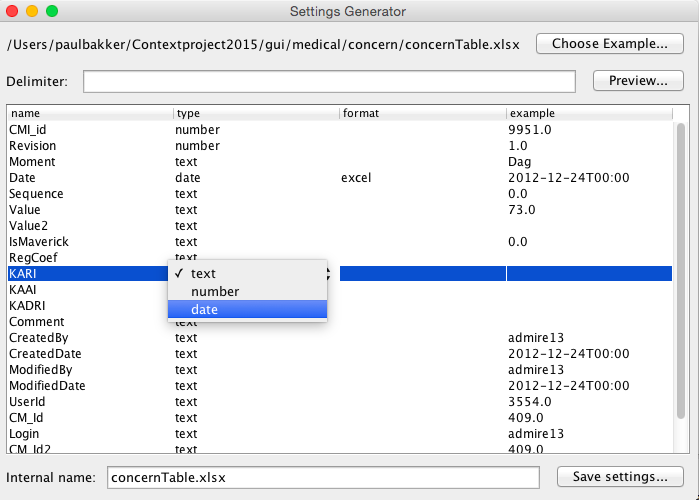 Settings Generator
/Users/paulbakker/Contextproject2015/gui/medical/concern/concernTable.xlsx Choose Example...
Delimiter: Preview...
name type format example
CMI_id number 9951.0
Revision number 1.0
Moment text Dag
Date date excel 2012-12-24T00:00
Sequence text 0.0
Value text 73.0
Value2 text
IsMaverick text 0.0
RegCoef text
KARI ✓ text
KAAI number
KADRI date
Comment text
CreatedBy text admire13
CreatedDate text 2012-12-24T00:00
ModifiedBy text admire13
ModifiedDate text 2012-12-24T00:00
UserId text 3554.0
CM_Id text 409.0
Login text admire13
CM_Id2 text 409.0
Internal name: concernTable.xlsx Save settings...